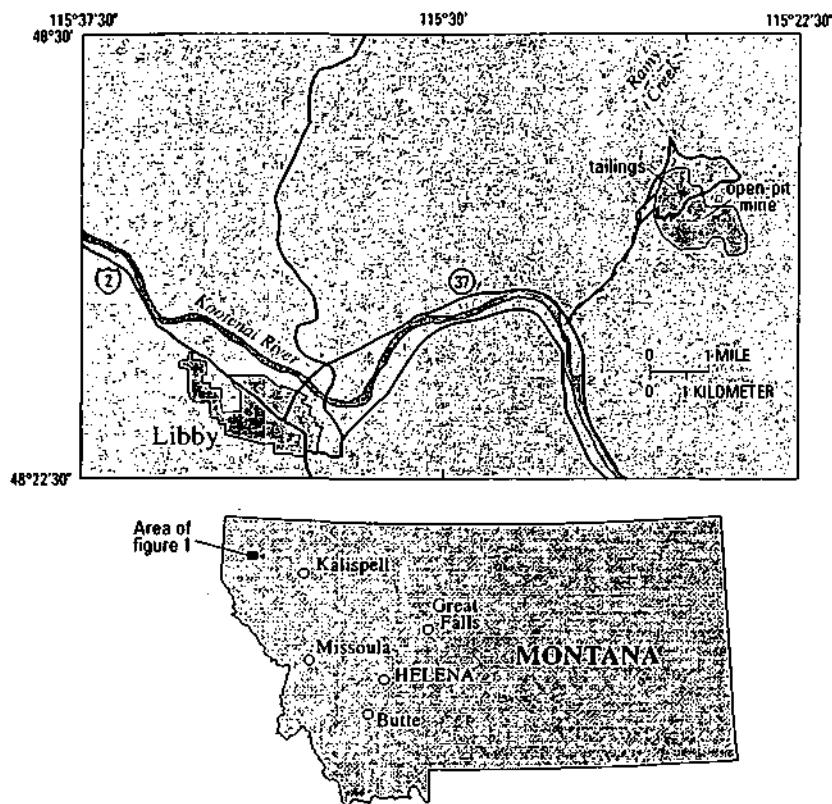 115°37'30" 115°30' 115°22'30"
48°30'
Rainy
Creek
tailings
open-pit
mine
2
37
Kootenai River
0 1 MILE
0 1 KILOMETER
Libby
48°22'30"
Area of
figure 1
Kalispell
Great
Falls
Missoula
MONTANA
HELENA
Butte